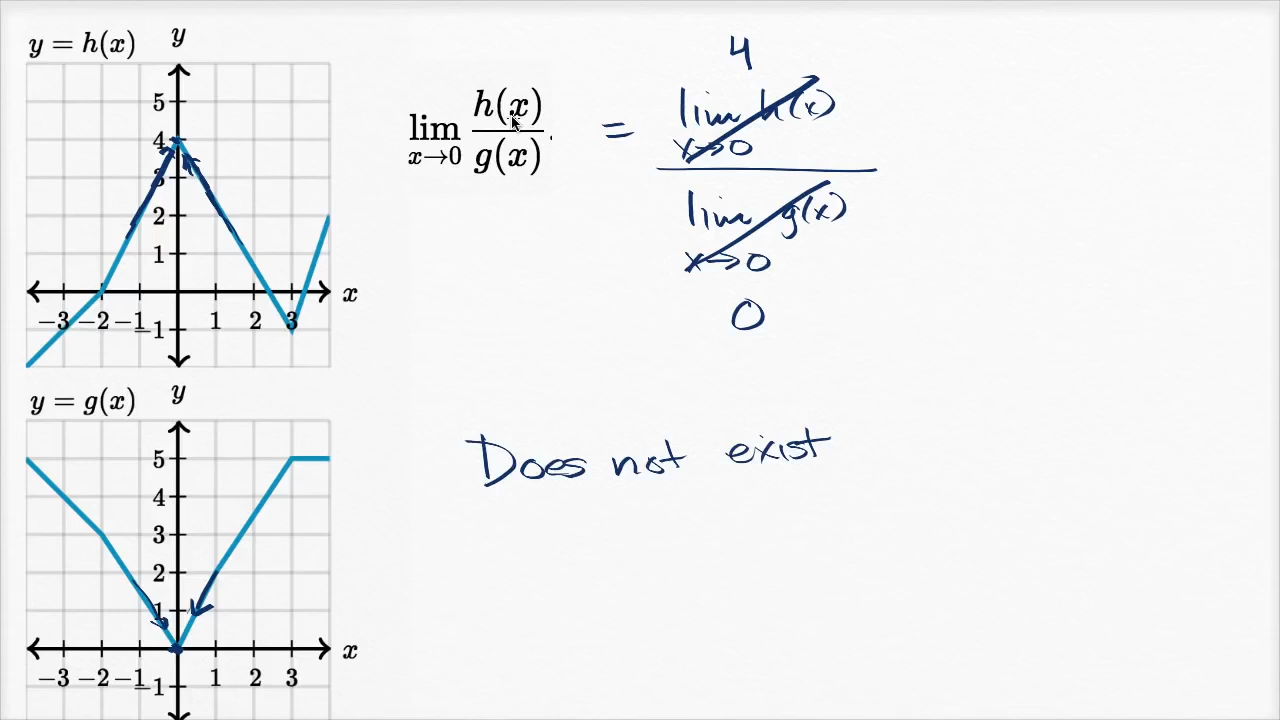 y = h(x)
y
5
4
3
2
1
-3 -2 -1 1 2 3
x
-1
lim x→0 h(x)/g(x).
=
4
lim h(x)
x→0
lim g(x)
x→0
0
y = g(x)
y
5
4
3
2
1
x
-3 -2 -1 1 2 3
-1
Does not exist